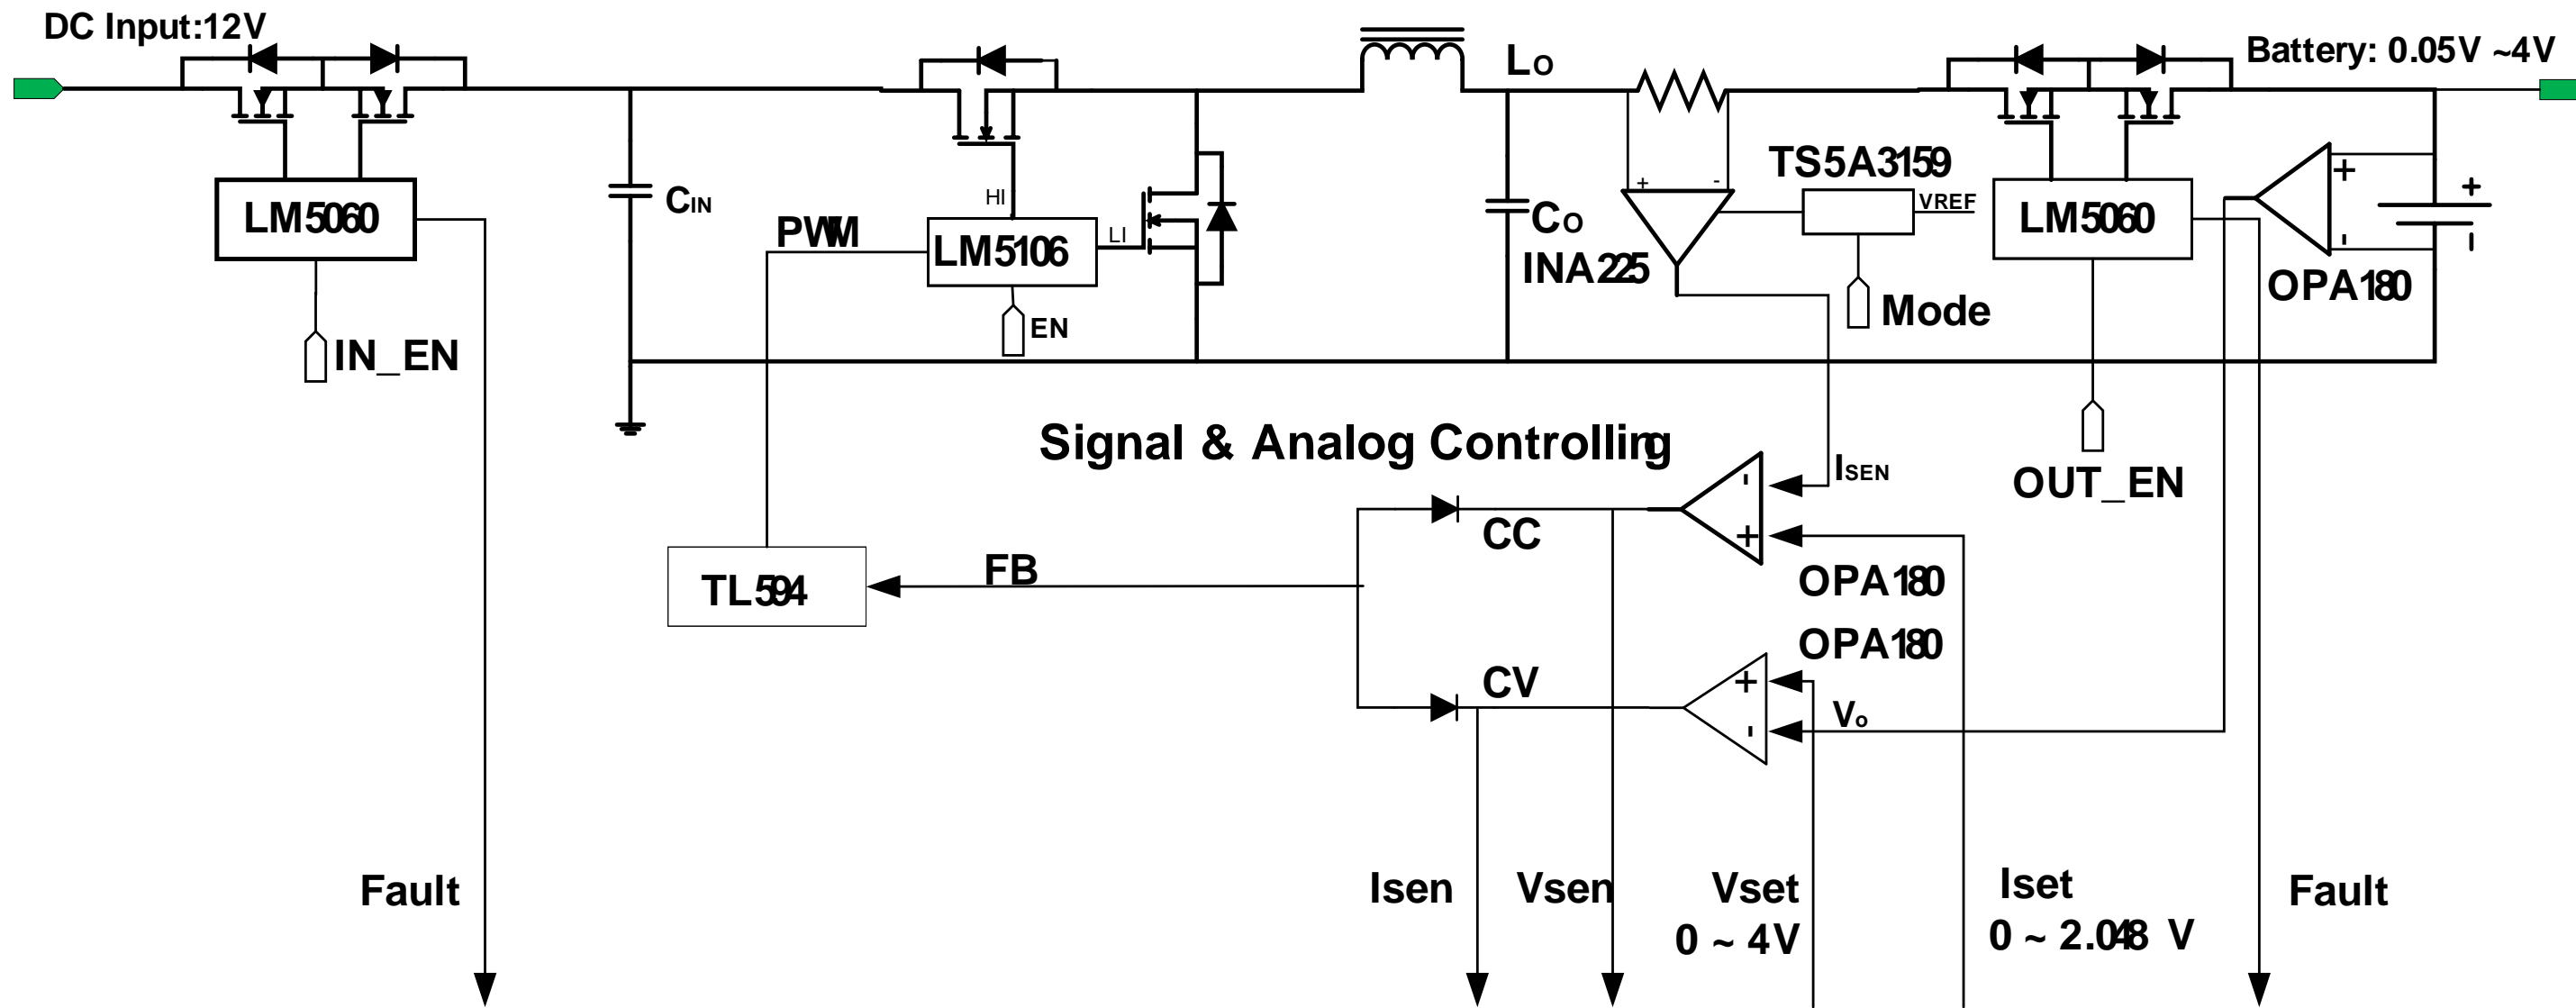 DC Input:12V
Battery: 0.05V ~4V
LO
TS5A3159
VREF
LM5060
CIN
HI
PWM
LM5106
LI
CO
INA225
LM5060
+
-
+
-
+
-
OPA180
Mode
EN
IN_EN
Signal & Analog Controlling
ISEN
OUT_EN
-
+
CC
FB
TL594
OPA180
OPA180
CV
+
-
Vo
Fault
Isen
Vsen
Vset
0 ~ 4V
Iset
0 ~ 2.048 V
Fault